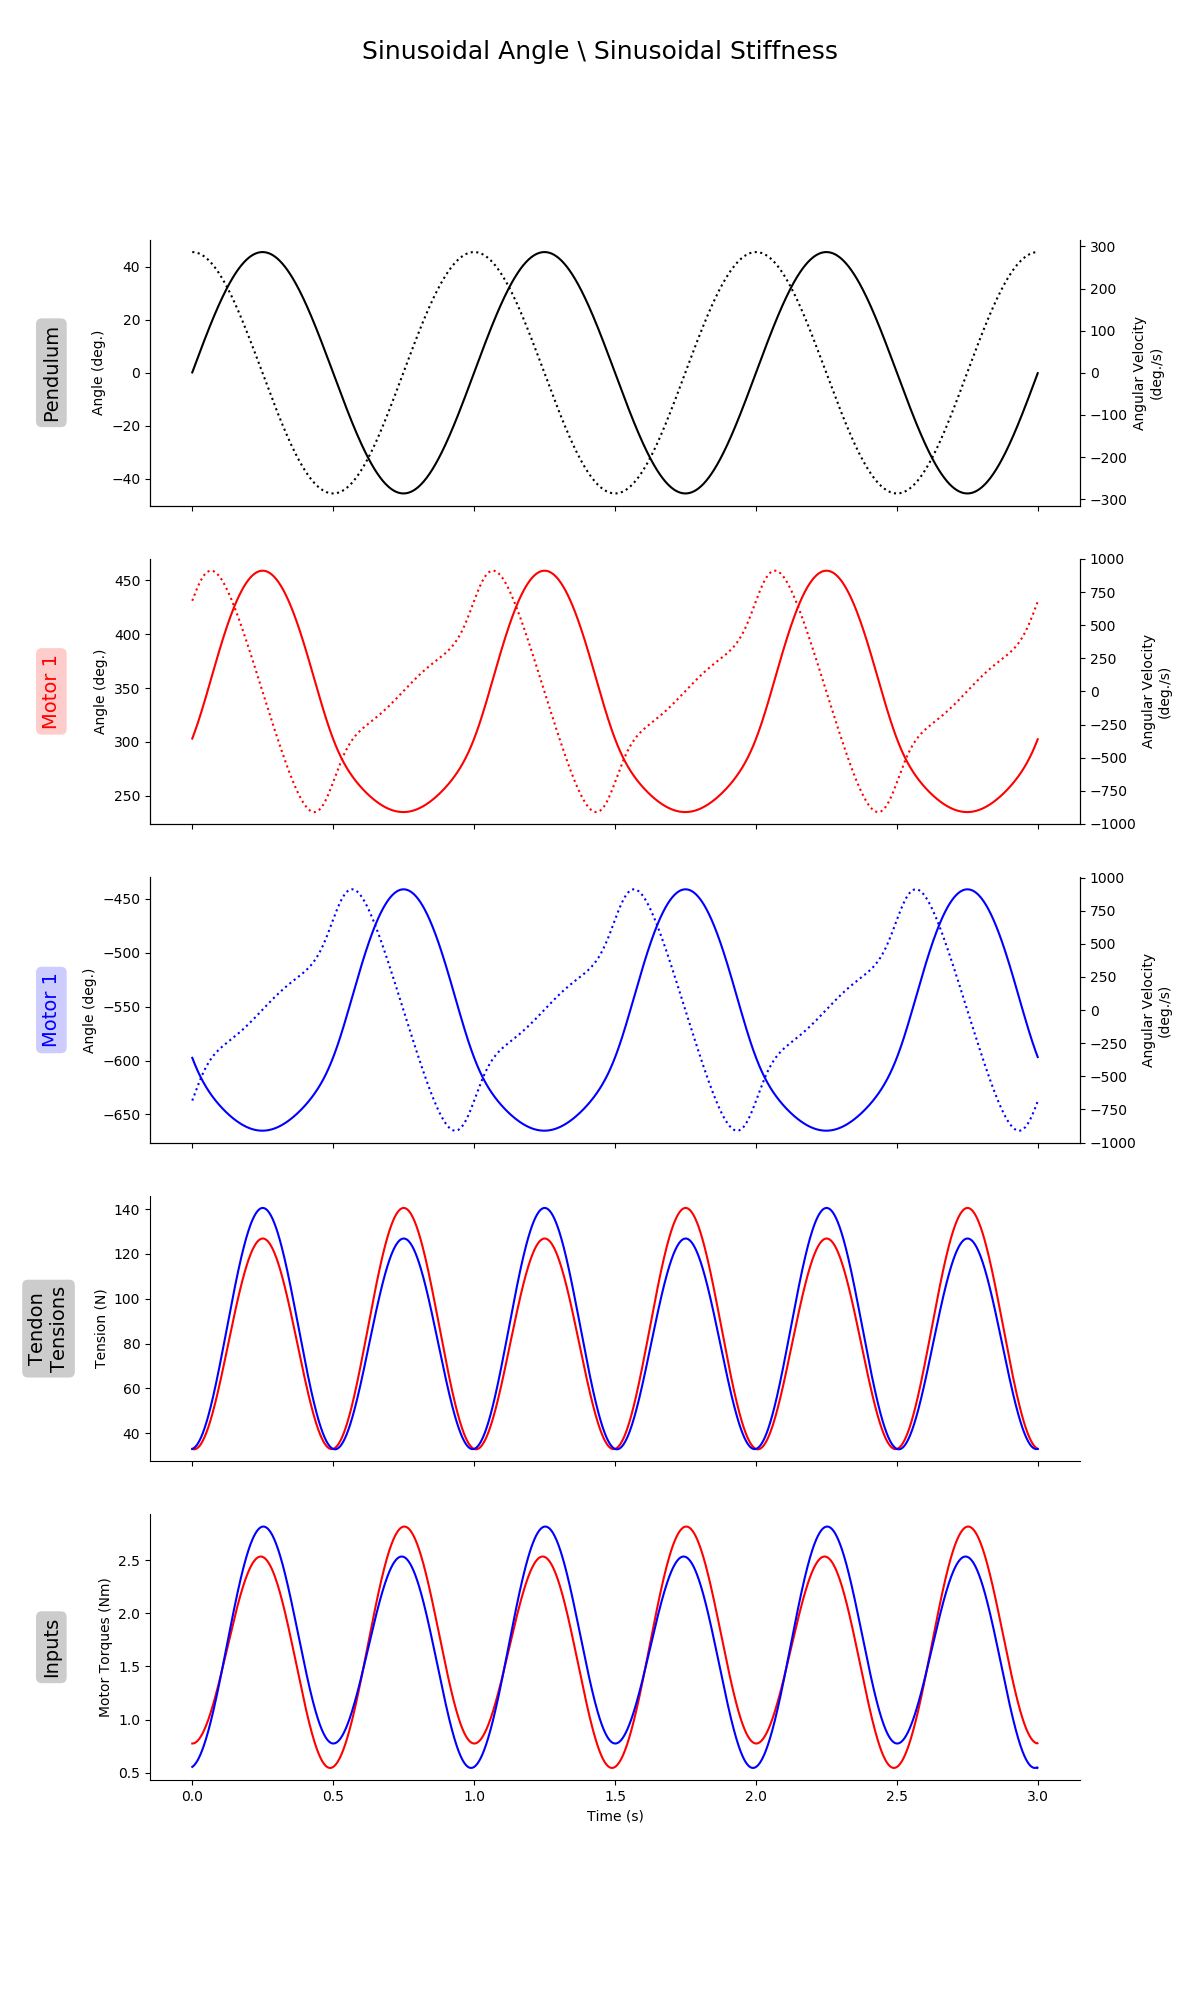 Sinusoidal Angle \ Sinusoidal Stiffness
Pendulum
Angle (deg.)
40
20
0
−20
−40
300
200
100
0
−100
−200
−300
Angular Velocity
(deg./s)
Motor 1
Angle (deg.)
450
400
350
300
250
1000
750
500
250
0
−250
−500
−750
−1000
Angular Velocity
(deg./s)
Motor 1
Angle (deg.)
−450
−500
−550
−600
−650
1000
750
500
250
0
−250
−500
−750
−1000
Angular Velocity
(deg./s)
Tendon
Tensions
Tension (N)
140
120
100
80
60
40
Inputs
Motor Torques (Nm)
2.5
2.0
1.5
1.0
0.5
0.0 0.5 1.0 1.5 2.0 2.5 3.0
Time (s)